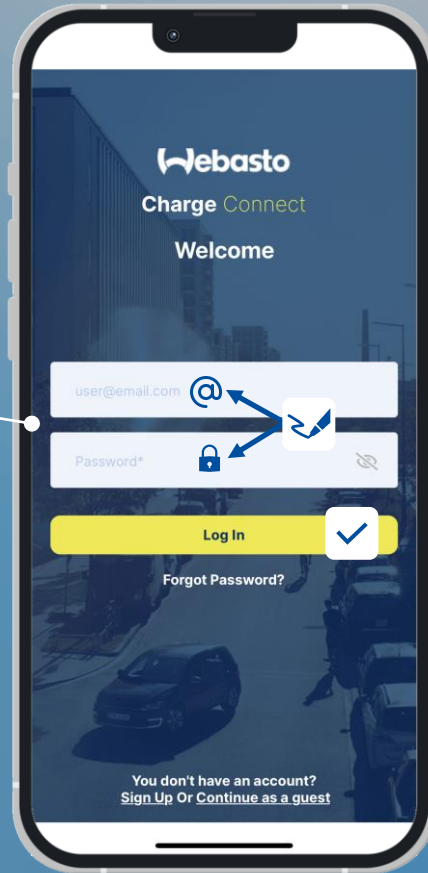 Webasto
Charge Connect
Welcome
user@email.com @
Password*
Log In
Forgot Password?
You don't have an account?
Sign Up Or Continue as a guest